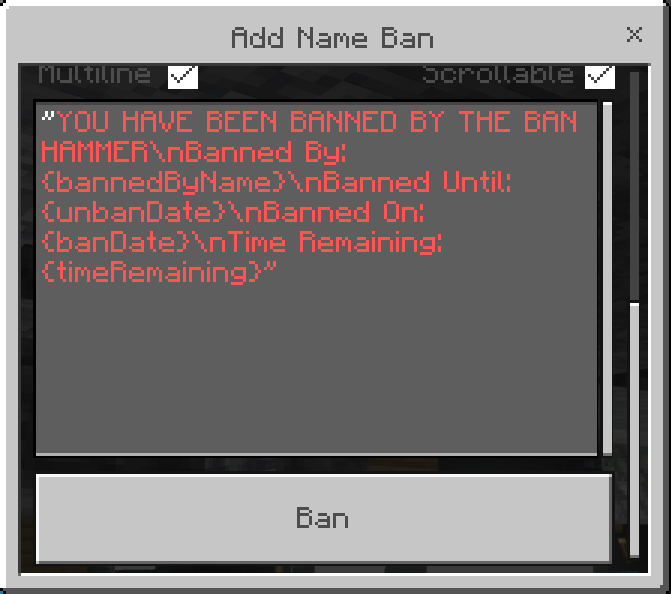 Add Name Ban
Multiline Scrollable
"YOU HAVE BEEN BANNED BY THE BAN
HAMMER\nBanned By:
{bannedByName}\nBanned Until:
{unbanDate}\nBanned On:
{banDate}\nTime Remaining:
{timeRemaining}"
Ban